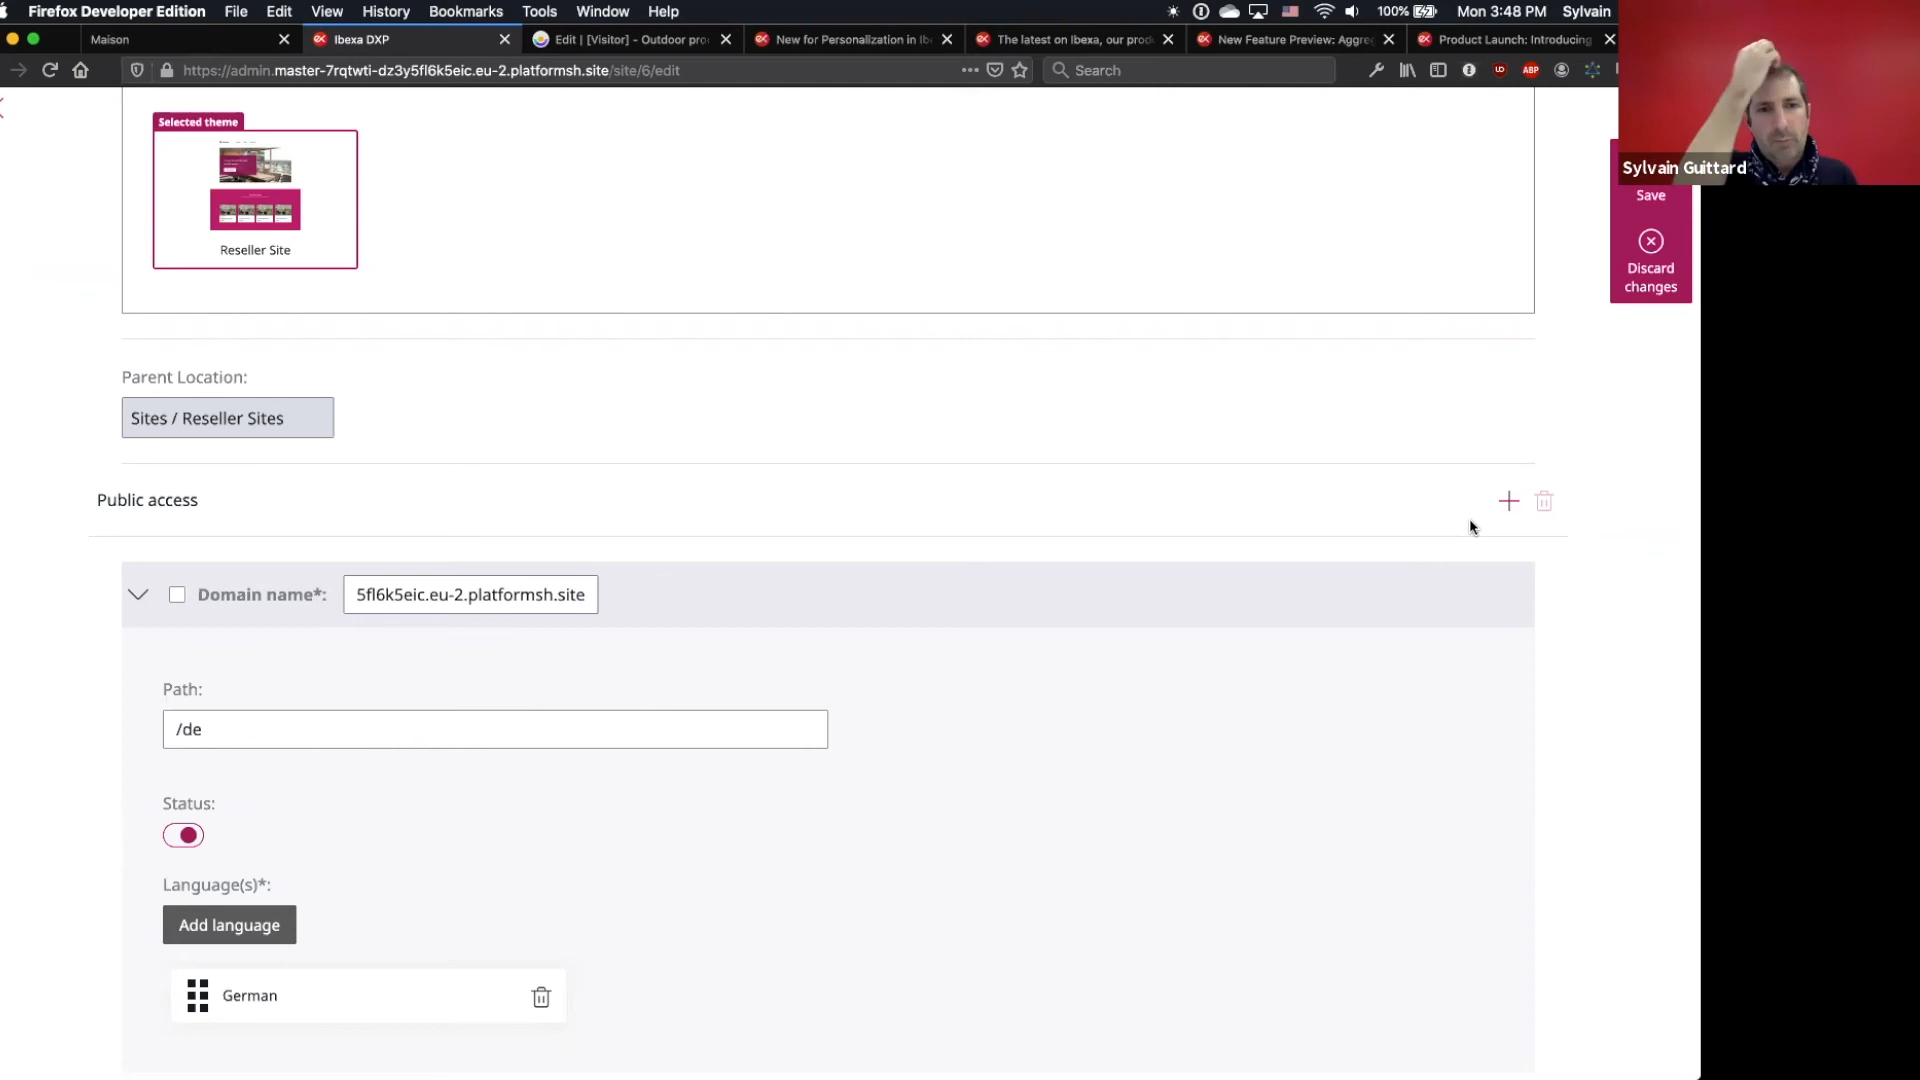 Firefox Developer Edition File Edit View History Bookmarks Tools Window Help 100% Mon 3:48 PM Sylvain
Maison Ibexa DXP Edit | [Visitor] - Outdoor pro New for Personalization in Ib The latest on Ibexa, our prod New Feature Preview: Aggre Product Launch: Introducing
https://admin.master-7rqtwti-dz3y5fl6k5eic.eu-2.platformsh.site/site/6/edit Search ABP
Selected theme
Reseller Site
Sylvain Guittard
Save
Discard
changes
Parent Location:
Sites / Reseller Sites
Public access
Domain name*: 5fl6k5eic.eu-2.platformsh.site
Path:
/de
Status:
Language(s)*:
Add language
German